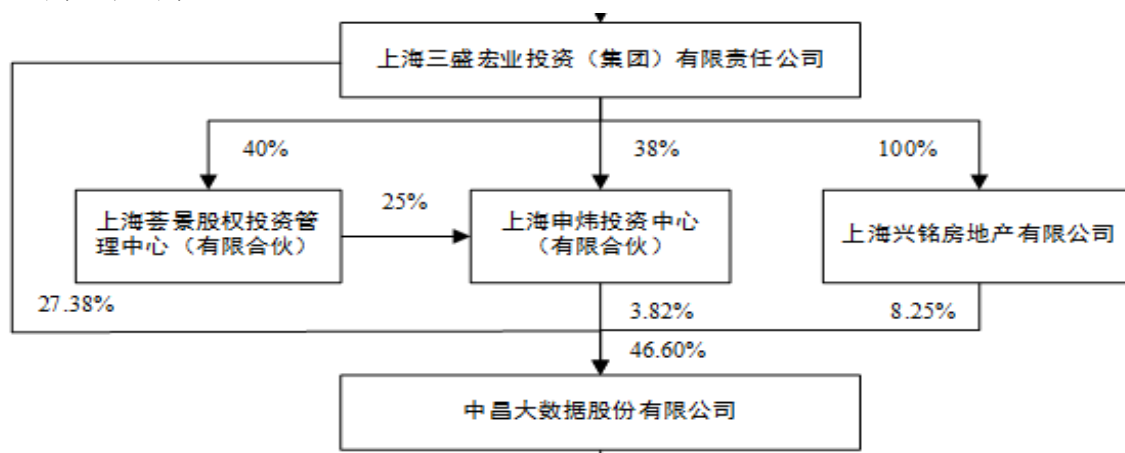 上海三盛宏业投资（集团）有限责任公司
40%
38%
100%
上海荟景股权投资管
理中心（有限合伙）
25%
上海申炜投资中心
（有限合伙）
上海兴铭房地产有限公司
27.38%
3.82%
8.25%
46.60%
中昌大数据股份有限公司